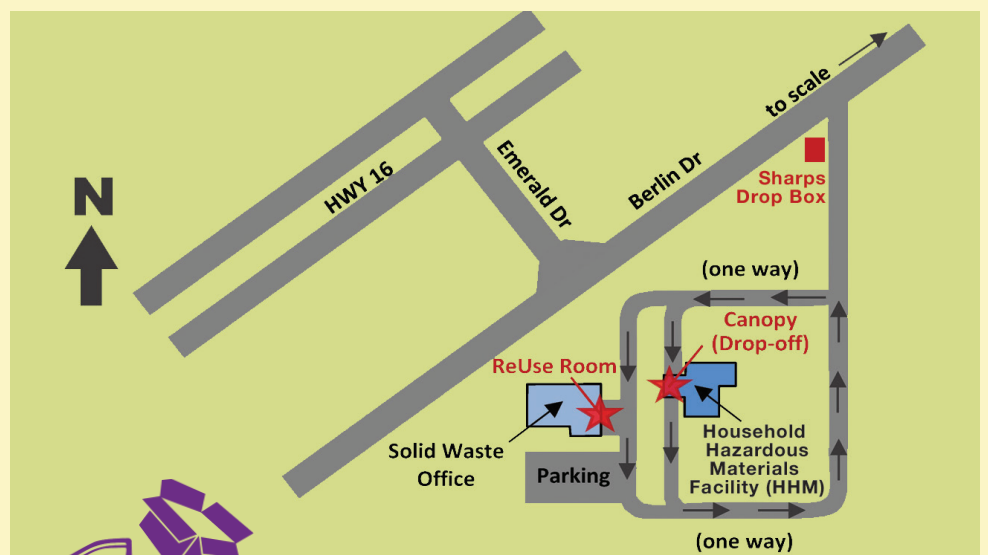 to scale
Emerald Dr
Berlin Dr
HWY 16
Sharps
Drop Box
N
(one way)
Canopy
(Drop-off)
ReUse Room
Solid Waste
Office
Household
Hazardous
Materials
Facility (HHM)
Parking
(one way)